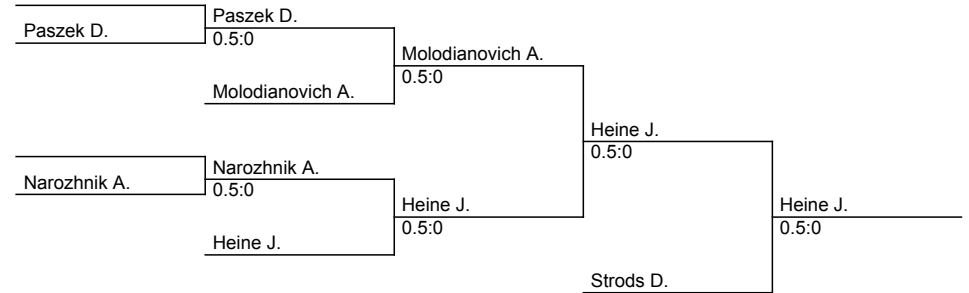 Paszek D.
Paszek D.
0.5:0
Molodianovich A.
Molodianovich A.
0.5:0
Narozhnik A.
Narozhnik A.
0.5:0
Heine J.
Heine J.
0.5:0
Heine J.
0.5:0
Strods D.
Heine J.
0.5:0